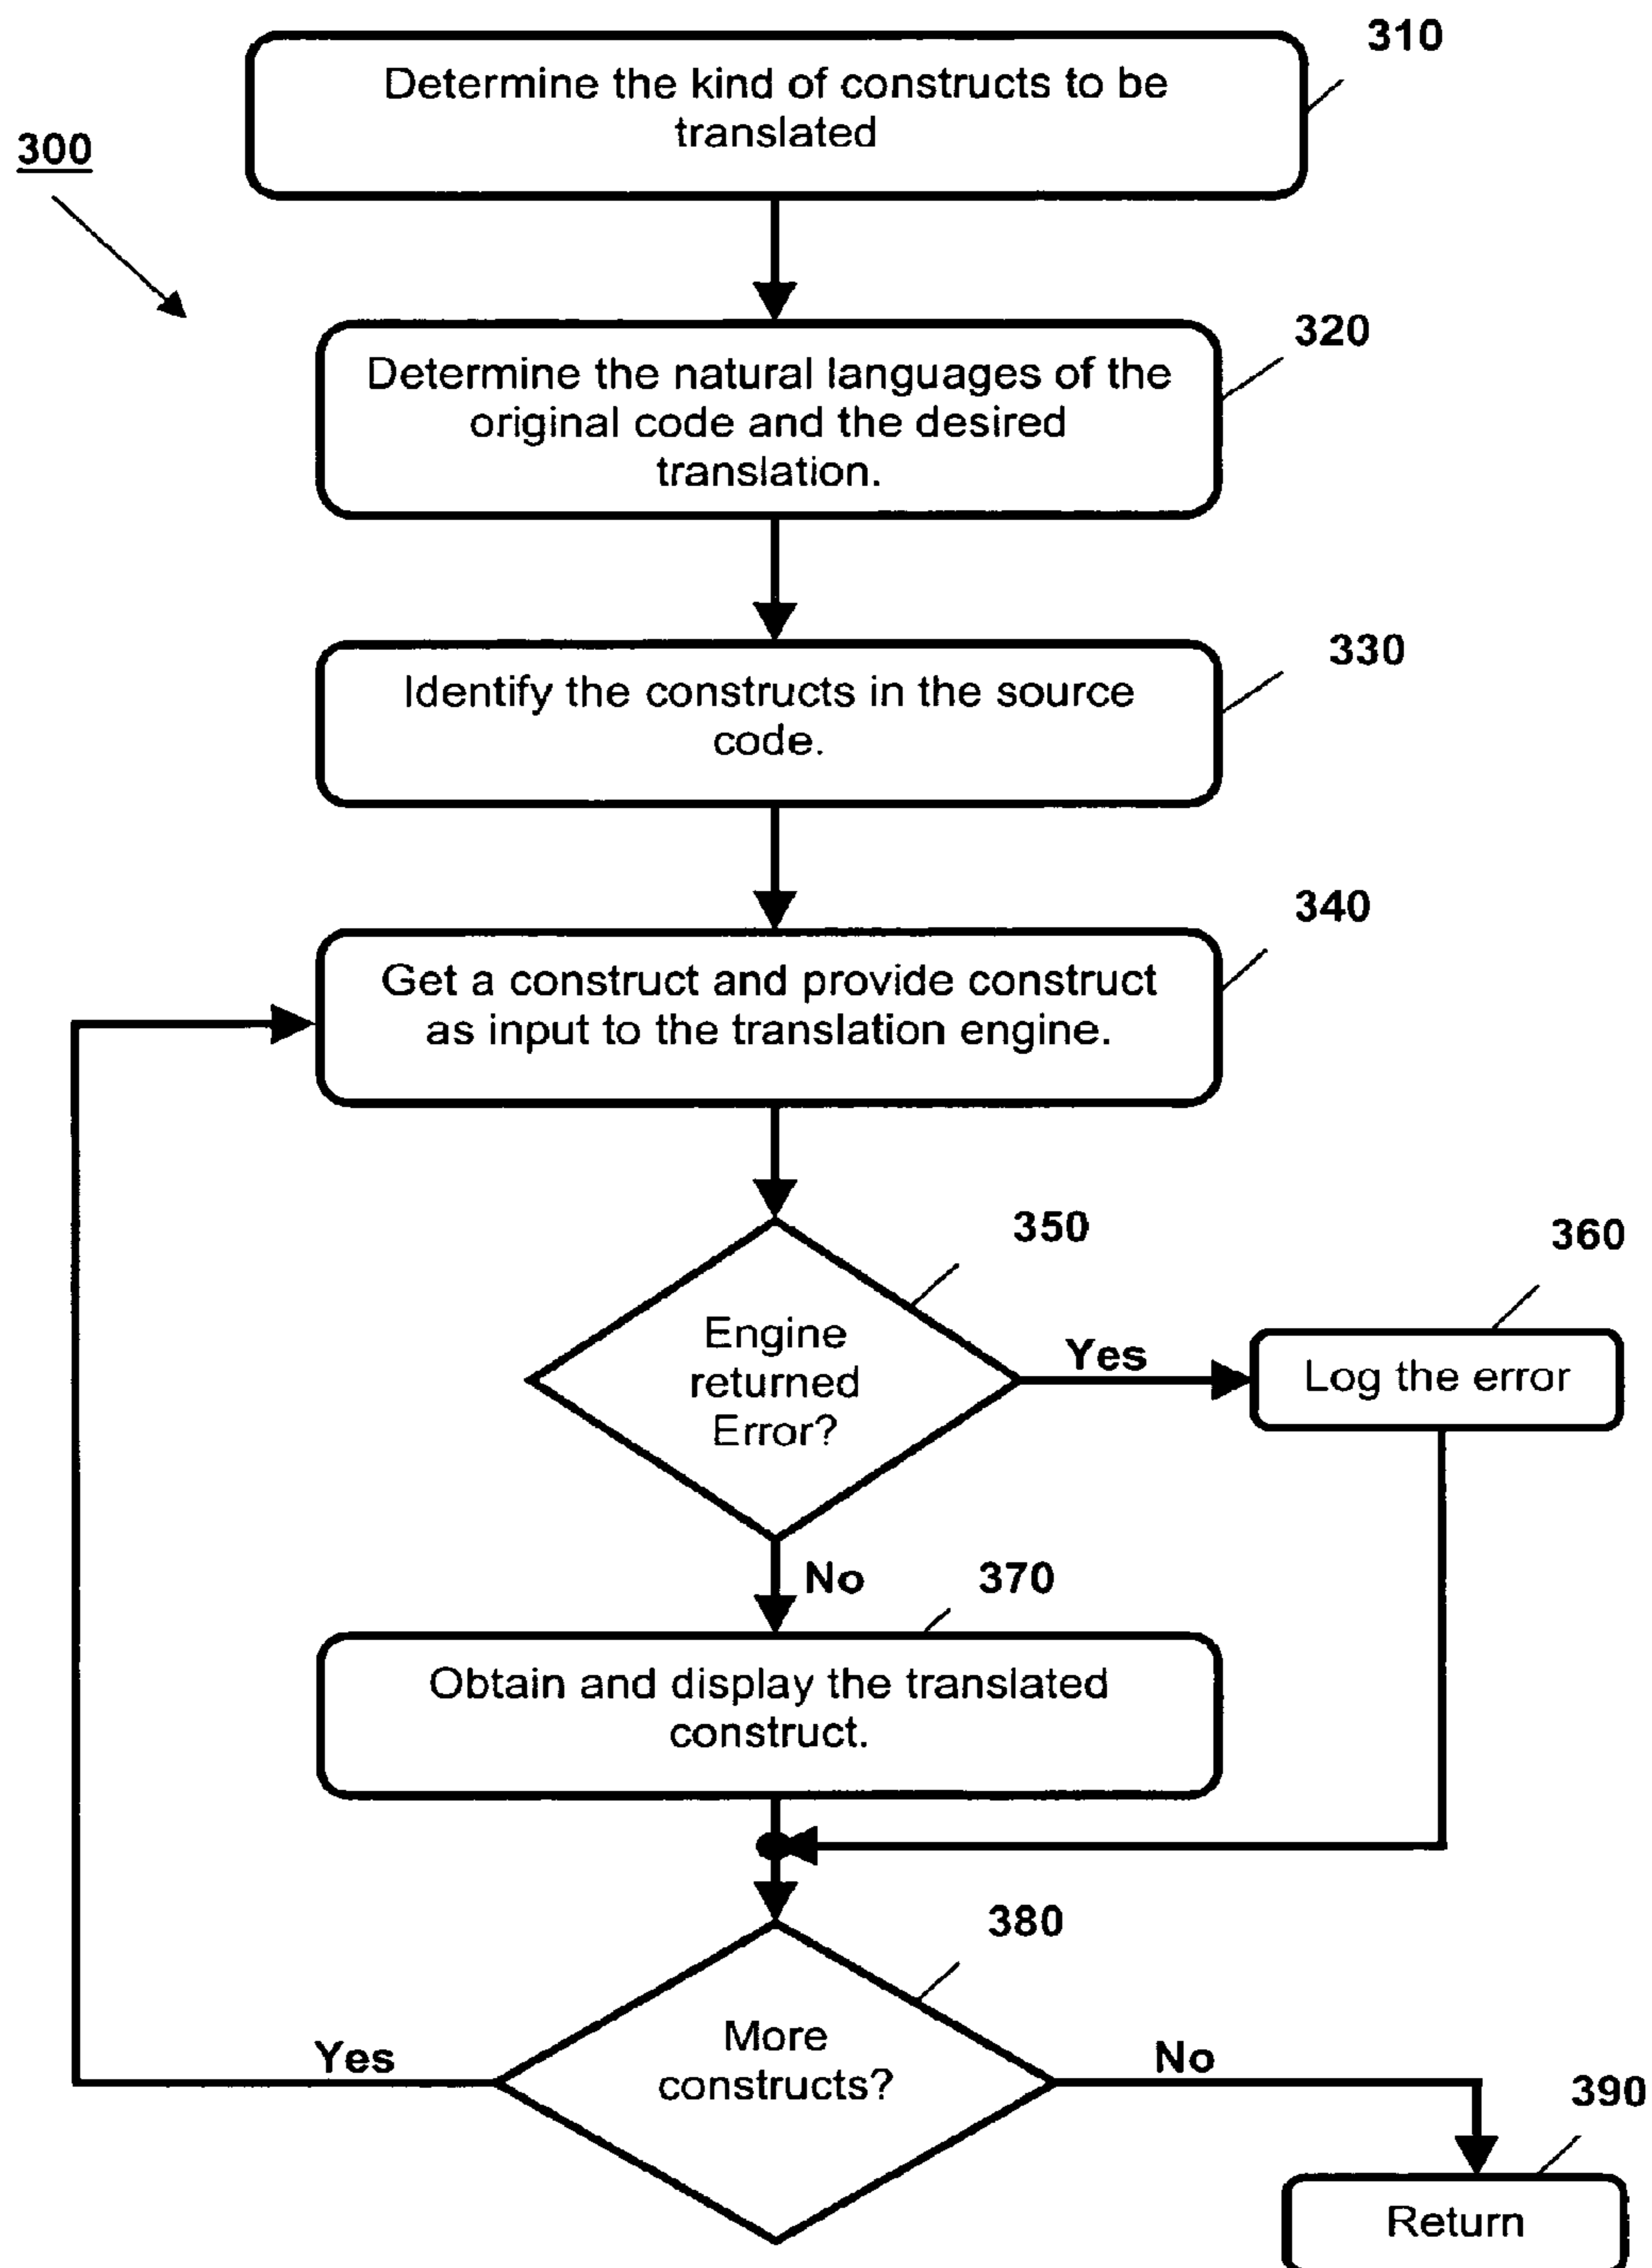 310
Determine the kind of constructs to be
translated
300
320
Determine the natural languages of the
original code and the desired
translation.
330
Identify the constructs in the source
code.
340
Get a construct and provide construct
as input to the translation engine.
350
360
Engine
returned
Error?
Yes
Log the error
No
370
Obtain and display the translated
construct.
380
More
constructs?
Yes
No
390
Return